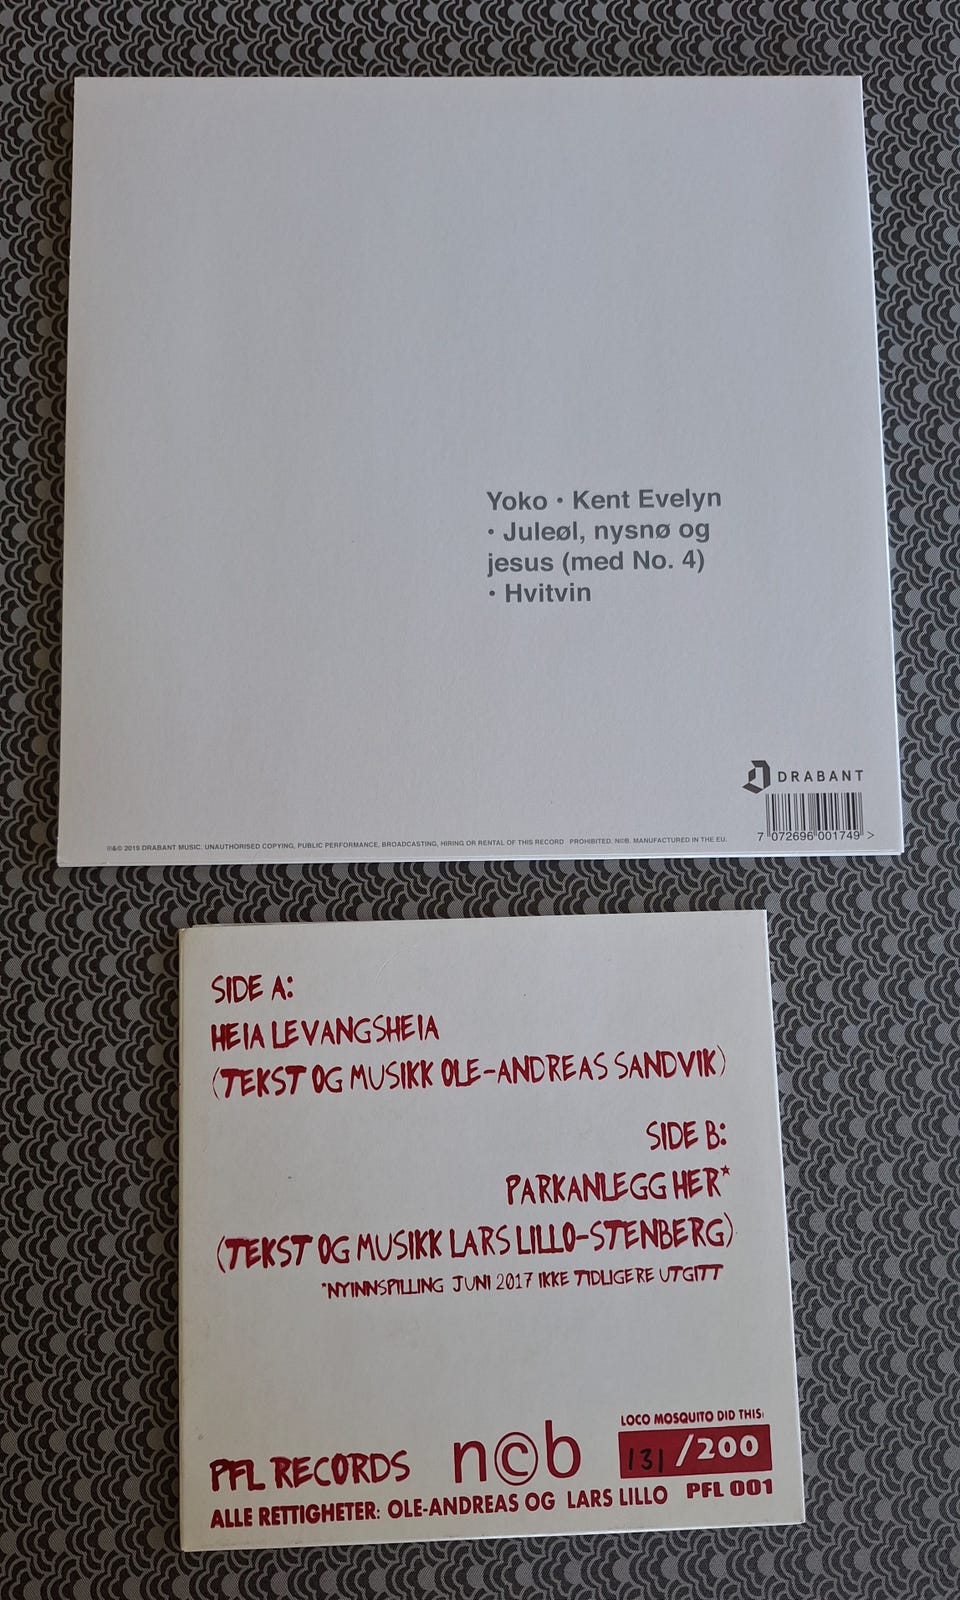 Yoko • Kent Evelyn
• Juleøl, nysnø og
jesus (med No. 4)
• Hvitvin
DRABANT
7 072696 001749 >
℗&© 2019 DRABANT MUSIC. UNAUTHORISED COPYING, PUBLIC PERFORMANCE, BROADCASTING, HIRING OR RENTAL OF THIS RECORD PROHIBITED. N©B. MANUFACTURED IN THE EU.
SIDE A:
HEIA LEVANGSHEIA
(TEKST OG MUSIKK OLE-ANDREAS SANDVIK)
SIDE B:
PARKANLEGG HER*
(TEKST OG MUSIKK LARS LILLO-STENBERG)
*NYINNSPILLING JUNI 2017 IKKE TIDLIGERE UTGITT
LOCO MOSQUITO DID THIS:
PFL RECORDS n©b 131/200
ALLE RETTIGHETER: OLE-ANDREAS OG LARS LILLO PFL 001